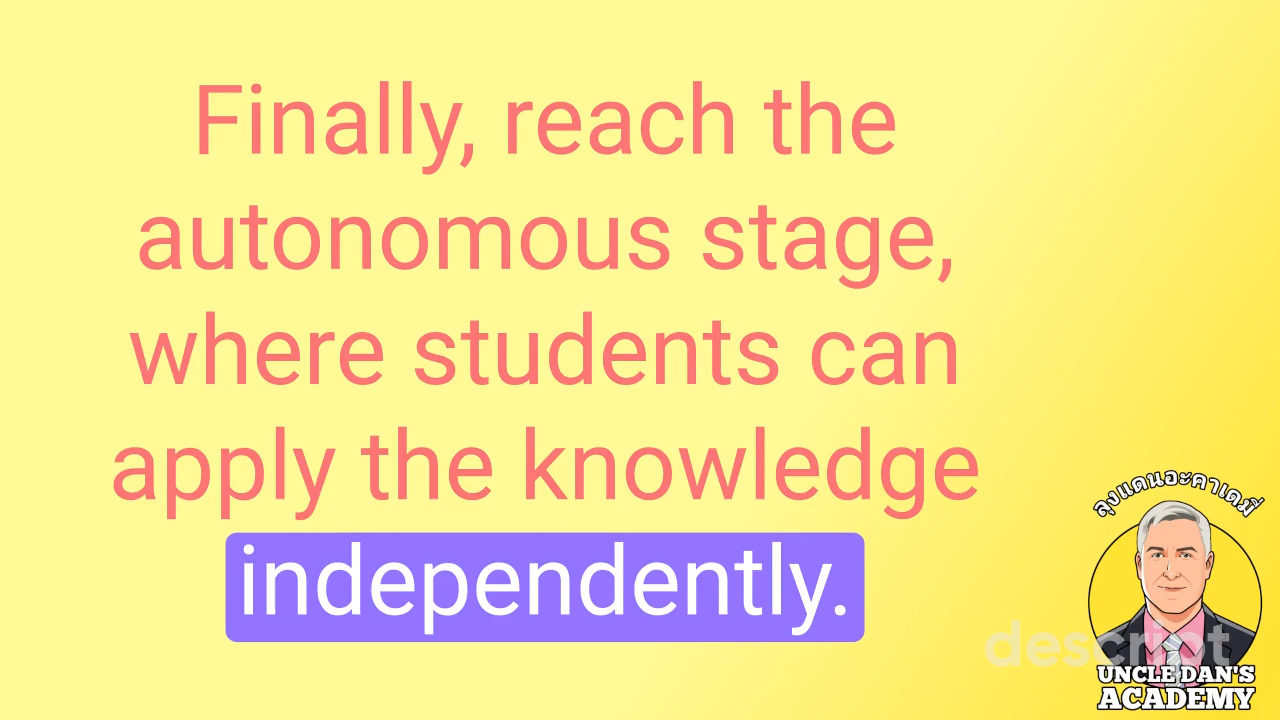 Finally, reach the
autonomous stage,
where students can
apply the knowledge
independently.
ลุงแดนอะคาเดมี่
descript
UNCLE DAN'S
ACADEMY